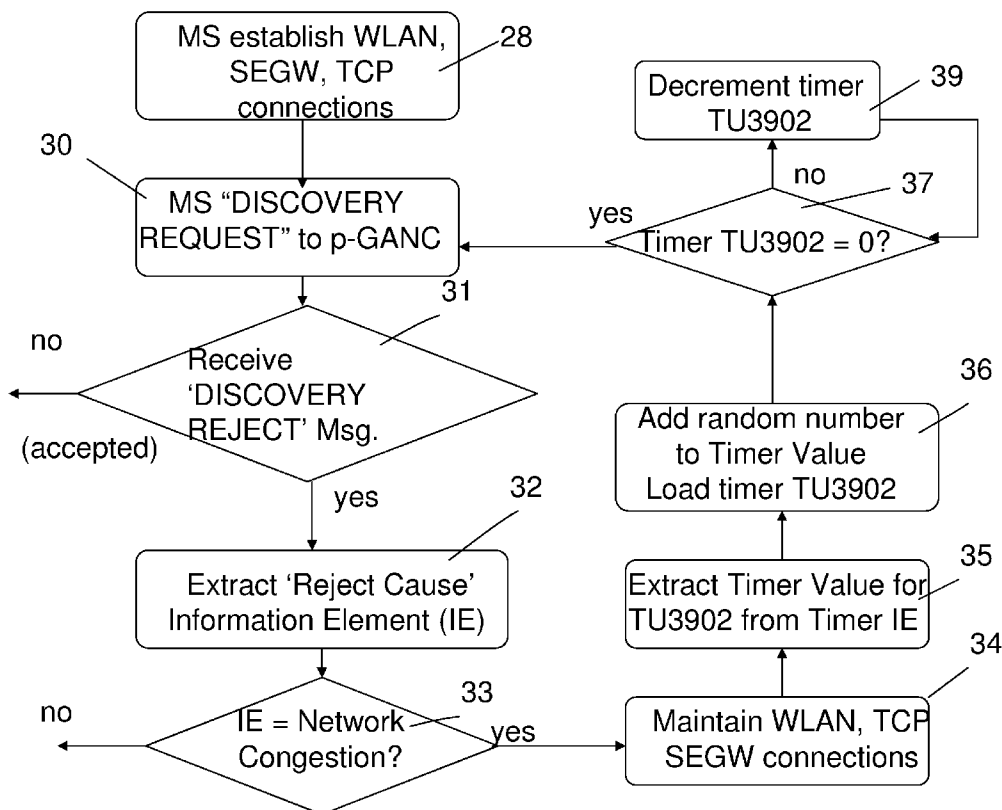 MS establish WLAN,
SEGW, TCP
connections
28
30
MS “DISCOVERY
REQUEST” to p-GANC
31
Receive
‘DISCOVERY
REJECT’ Msg.
no
(accepted)
yes
32
Extract ‘Reject Cause’
Information Element (IE)
33
IE = Network
Congestion?
no
yes
34
Maintain WLAN, TCP
SEGW connections
35
Extract Timer Value for
TU3902 from Timer IE
36
Add random number
to Timer Value
Load timer TU3902
37
Timer TU3902 = 0?
yes
no
39
Decrement timer
TU3902